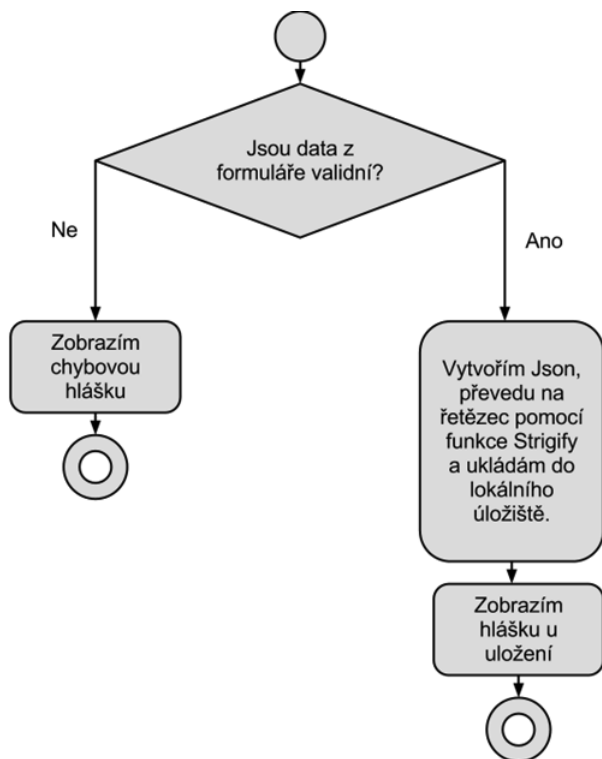 Jsou data z
formuláře validní?
Ne
Ano
Zobrazím
chybovou
hlášku
Vytvořím Json,
převedu na
řetězec pomocí
funkce Strigify
a ukládám do
lokálního
úložiště.
Zobrazím
hlášku u
uložení